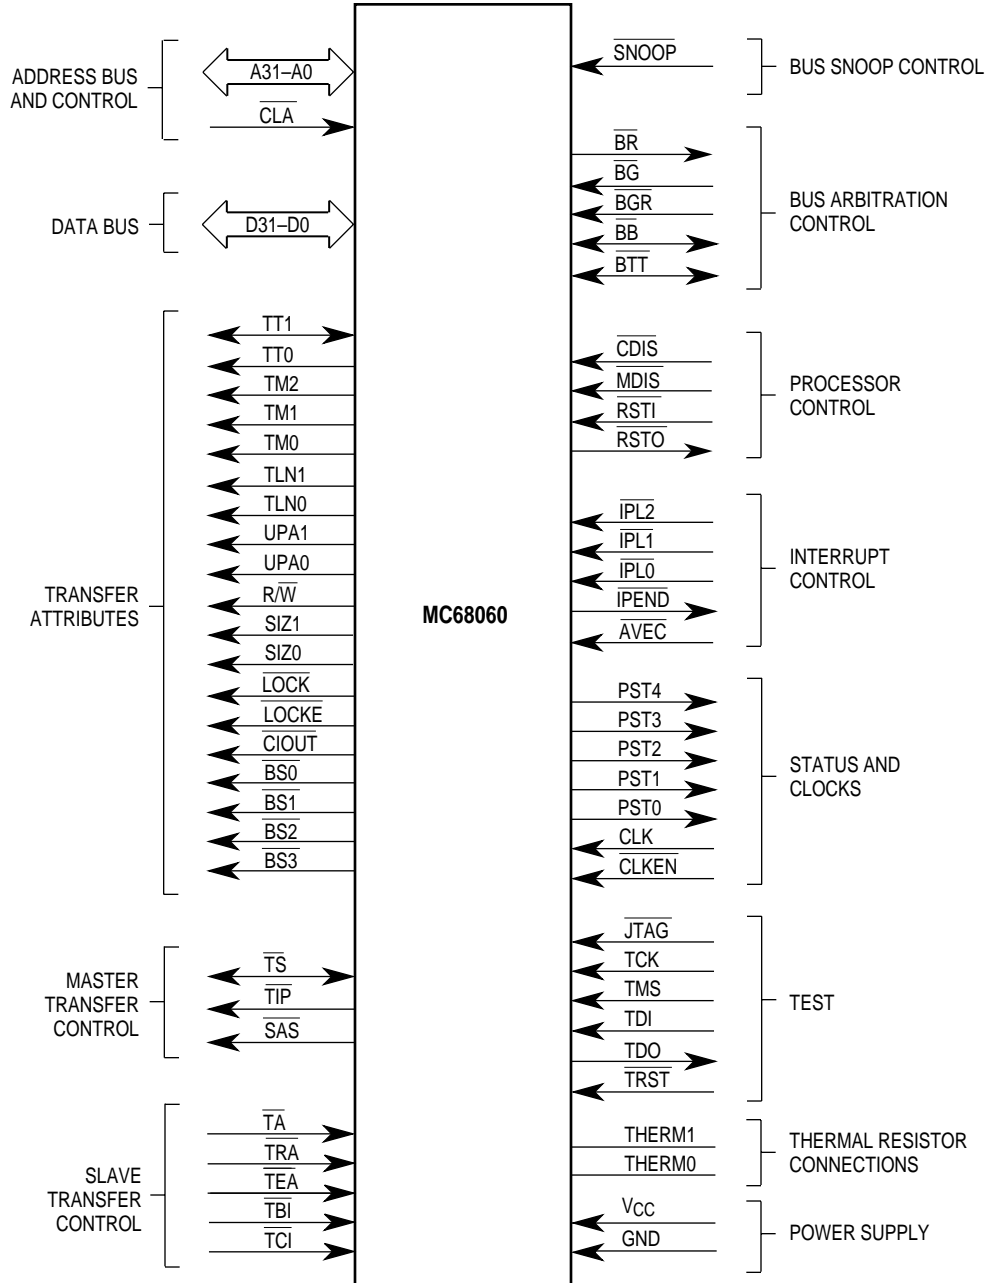 ADDRESS BUS
AND CONTROL
A31–A0
CLA
DATA BUS
D31–D0
TRANSFER
ATTRIBUTES
TT1
TT0
TM2
TM1
TM0
TLN1
TLN0
UPA1
UPA0
R/W
SIZ1
SIZ0
LOCK
LOCKE
CIOUT
BS0
BS1
BS2
BS3
MASTER
TRANSFER
CONTROL
TS
TIP
SAS
SLAVE
TRANSFER
CONTROL
TA
TRA
TEA
TBI
TCI
MC68060
SNOOP
BUS SNOOP CONTROL
BR
BG
BGR
BB
BTT
BUS ARBITRATION
CONTROL
CDIS
MDIS
RSTI
RSTO
PROCESSOR
CONTROL
IPL2
IPL1
IPL0
IPEND
AVEC
INTERRUPT
CONTROL
PST4
PST3
PST2
PST1
PST0
CLK
CLKEN
STATUS AND
CLOCKS
JTAG
TCK
TMS
TDI
TDO
TRST
TEST
THERM1
THERM0
THERMAL RESISTOR
CONNECTIONS
VCC
GND
POWER SUPPLY